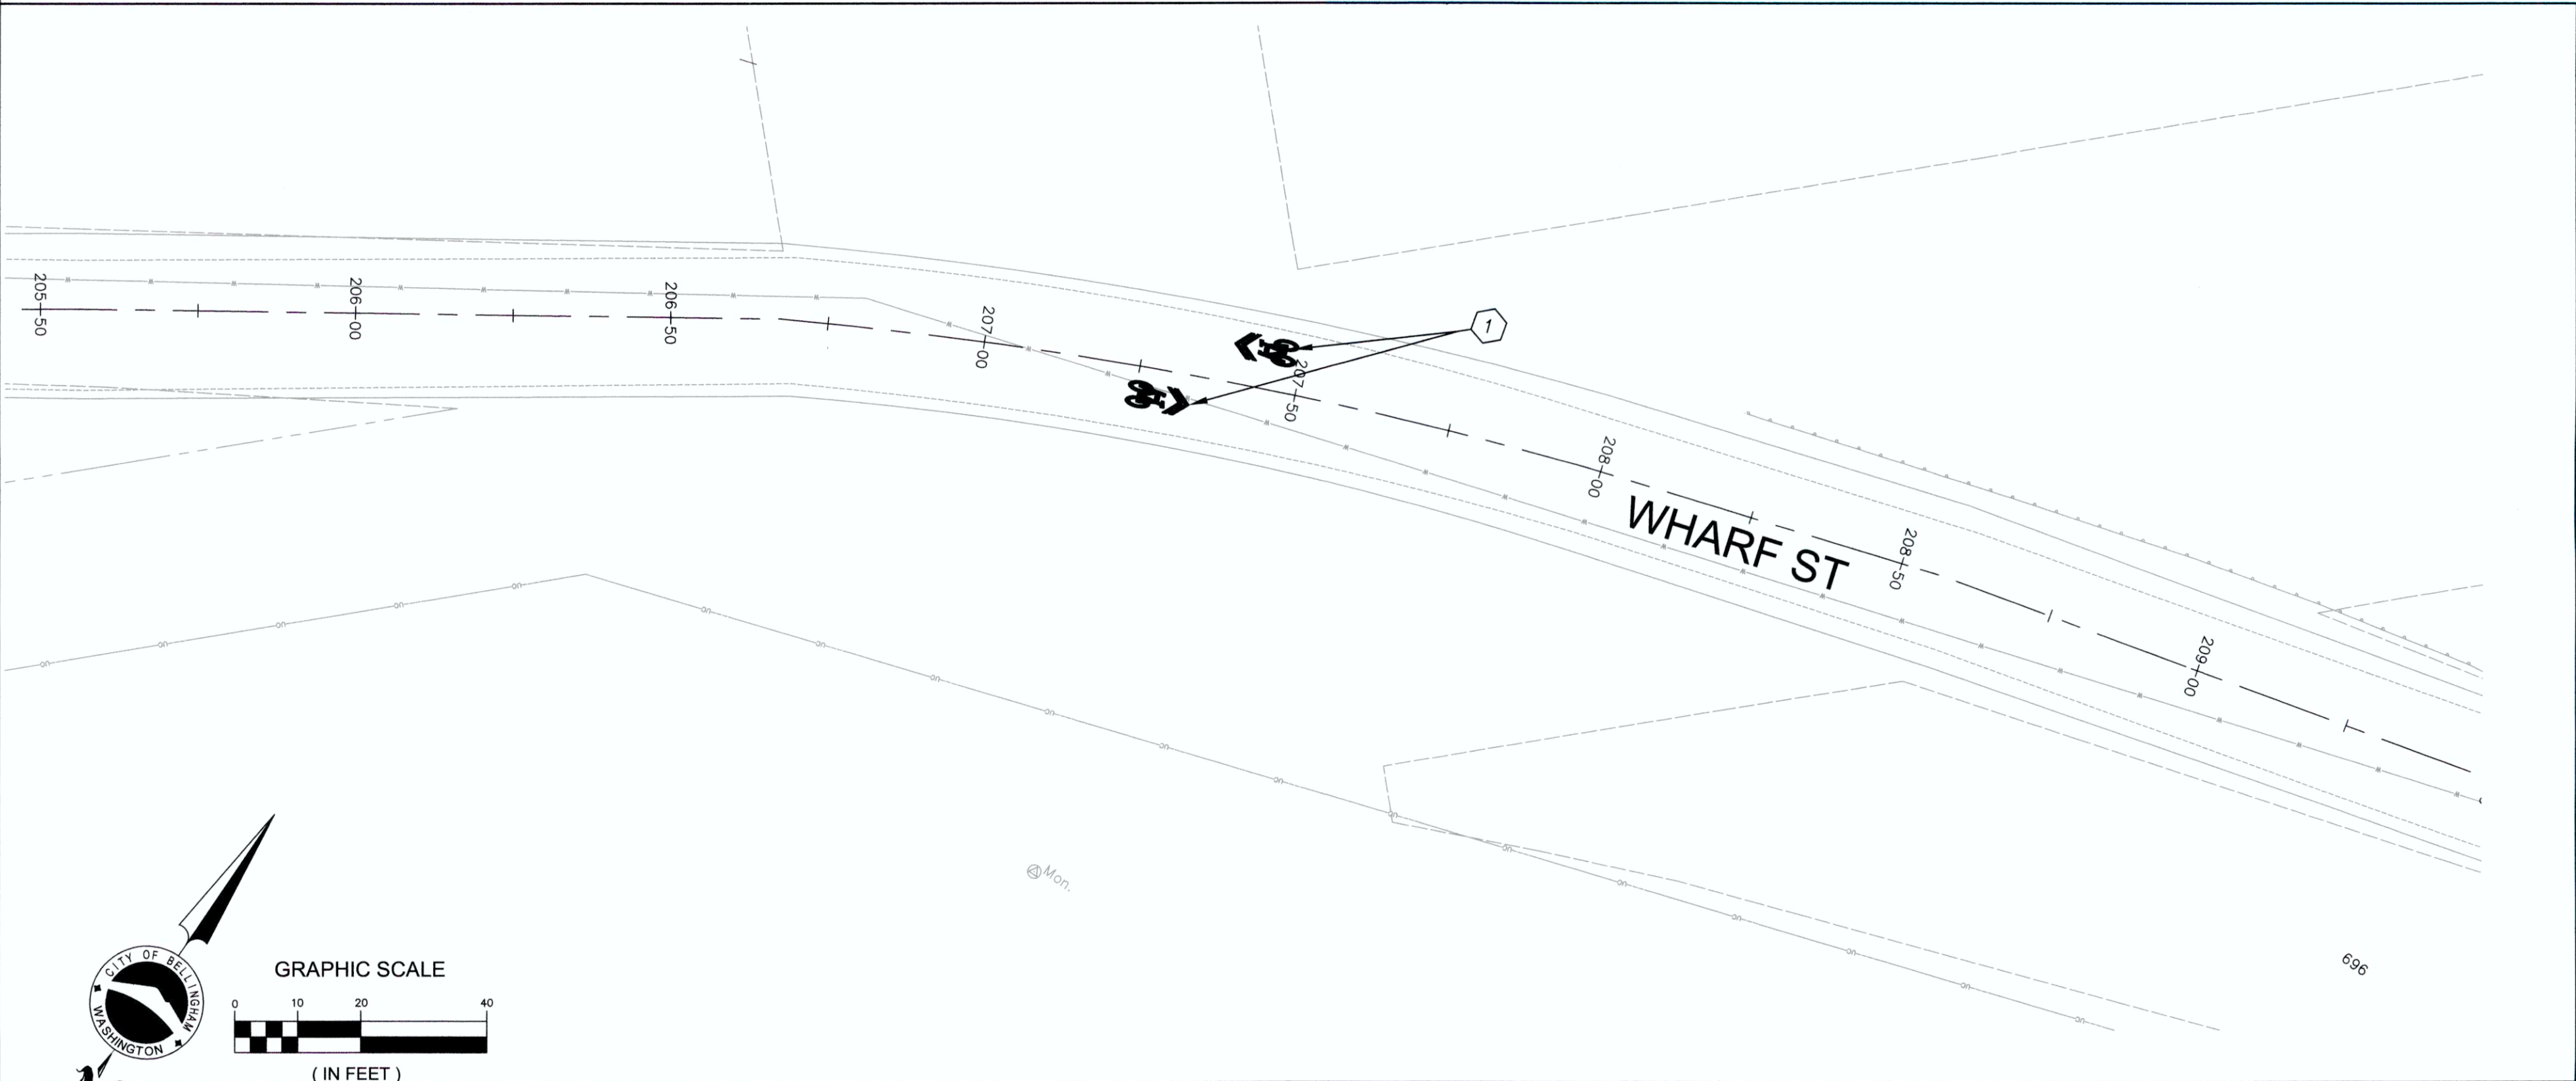 205+50
206+00
206+50
207+00
207+50
208+00
208+50
209+00
1
WHARF ST
Mon.
696
CITY OF BELLINGHAM
WASHINGTON
GRAPHIC SCALE
0 10 20 40
( IN FEET )